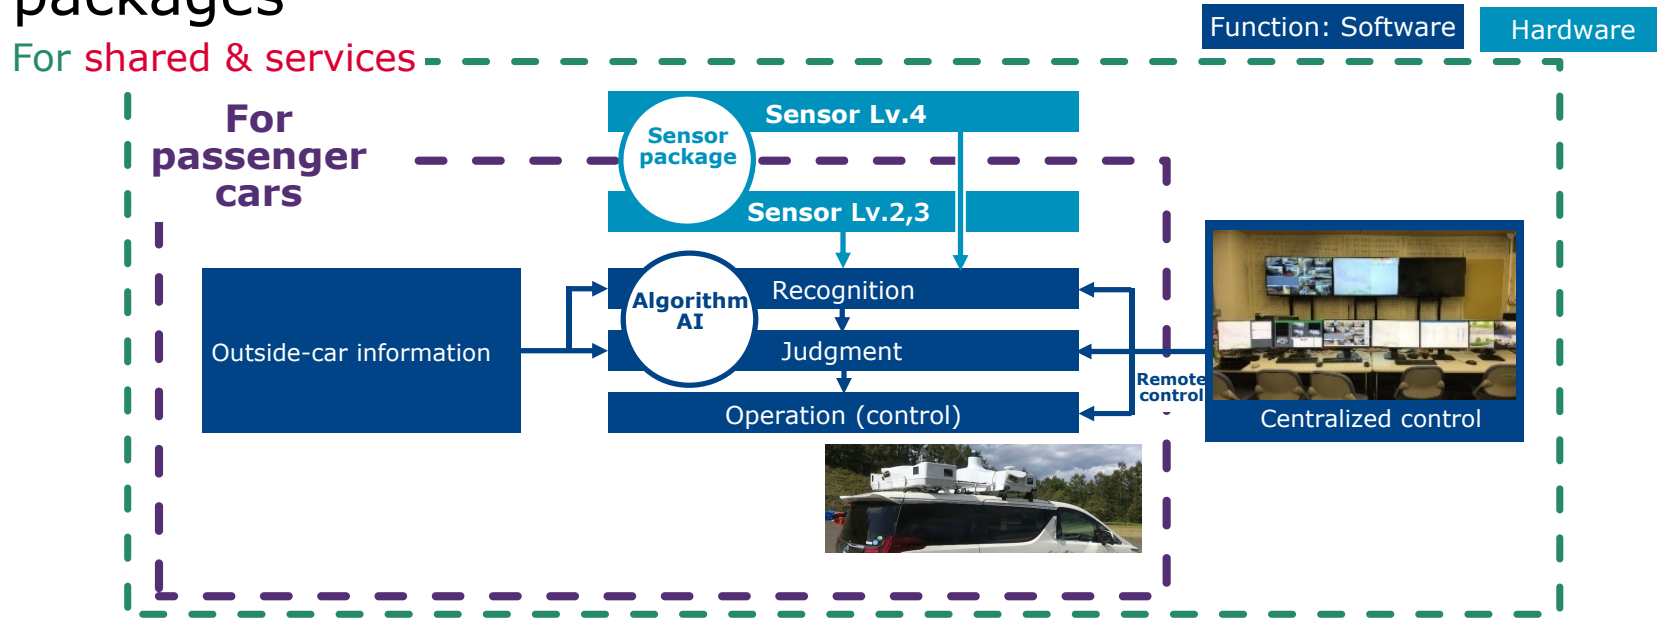 packages
Function: Software
Hardware
For shared & services
For
passenger
cars
Sensor Lv.4
Sensor
package
Sensor Lv.2,3
Algorithm
AI
Recognition
Outside-car information
Judgment
Remote
control
Operation (control)
Centralized control